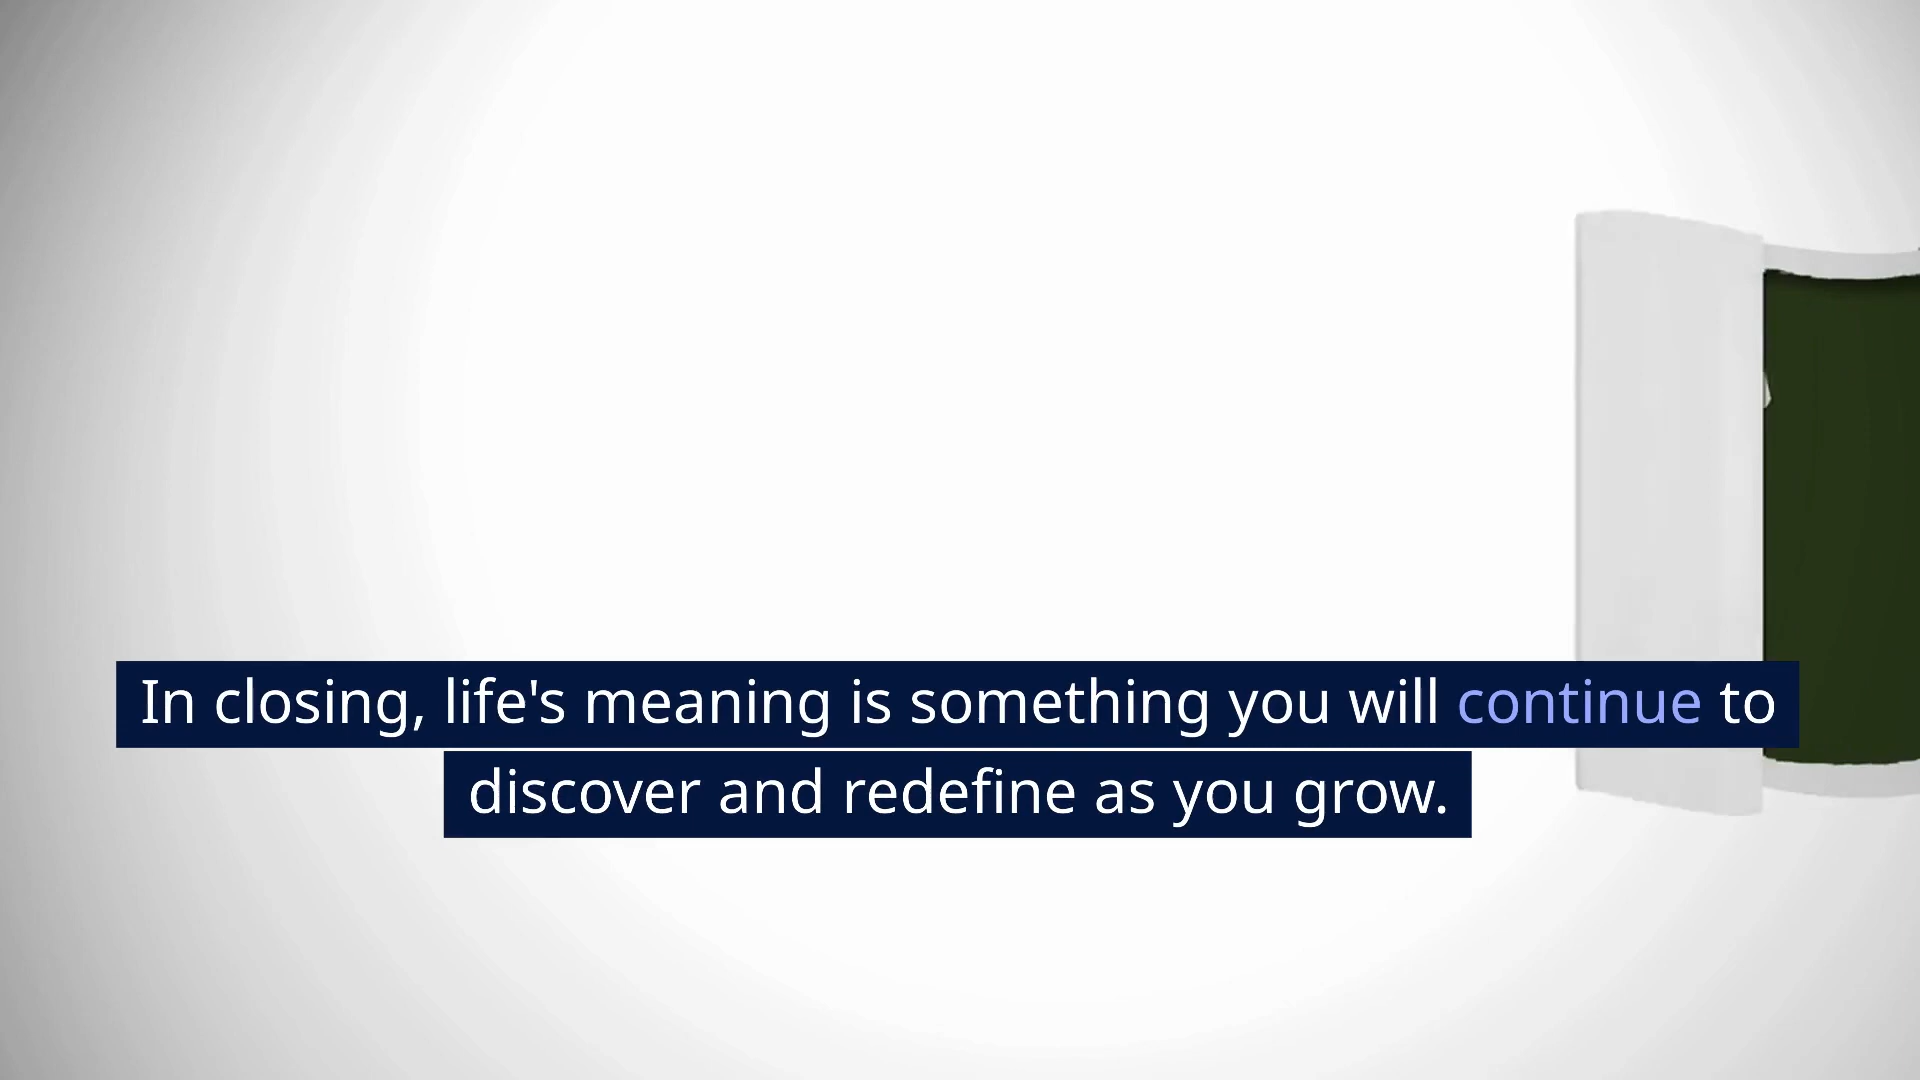 In closing, life's meaning is something you will continue to
discover and redefine as you grow.